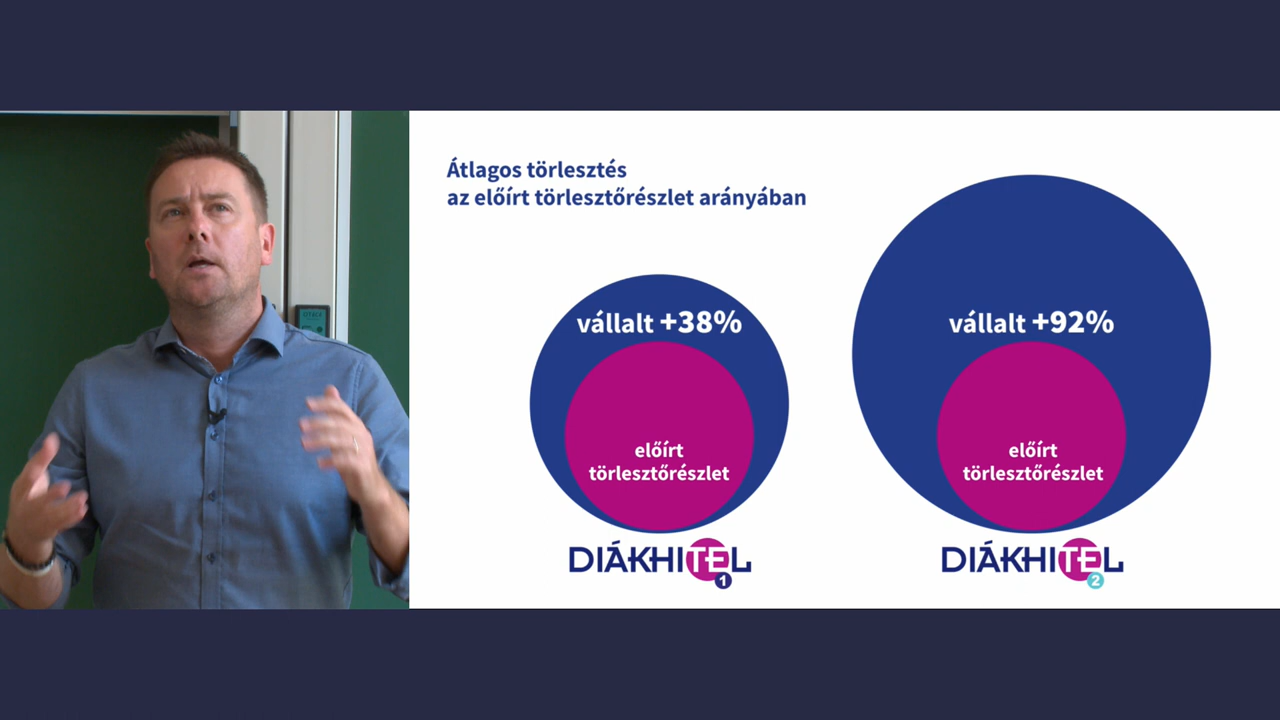 Átlagos törlesztés
az előírt törlesztőrészlet arányában
vállalt +38%
előírt
törlesztőrészlet
DIÁKHITEL
1
vállalt +92%
előírt
törlesztőrészlet
DIÁKHITEL
2